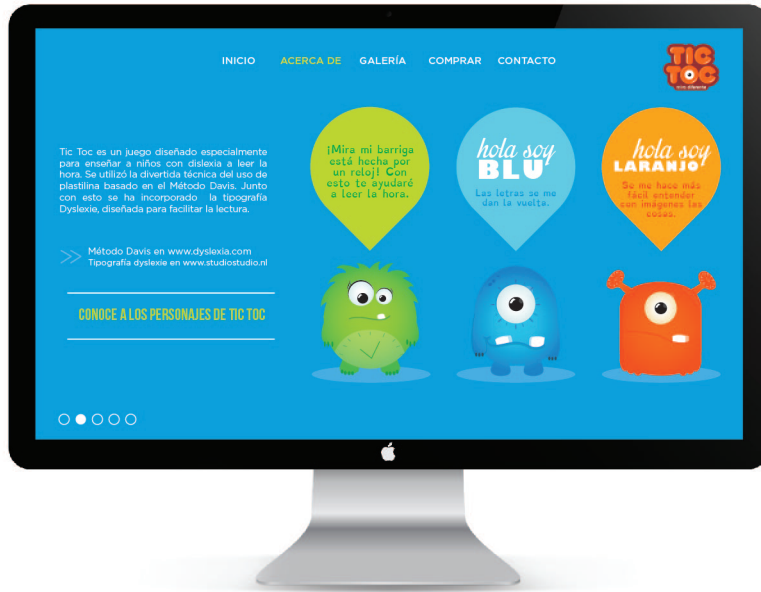 INICIO ACERCA DE GALERÍA COMPRAR CONTACTO
TIC
TOC
Tic Toc es un juego diseñado especialmente
para enseñar a niños con dislexia a leer la
hora. Se utilizó la divertida técnica del uso de
plastilina basado en el Método Davis. Junto
con esto se ha incorporado la tipografía
Dyslexie, diseñada para facilitar la lectura.
Método Davis en www.dyslexia.com
Tipografía dyslexie en www.studiostudio.nl
CONOCE A LOS PERSONAJES DE TIC TOC
¡Mira mi barriga
está hecha por
un reloj! Con
esto te ayudaré
a leer la hora.
hola soy
BLU
Las letras se me
dan la vuelta.
hola soy
LARANJO
Se me hace más
fácil entender
con imágenes las
cosas.